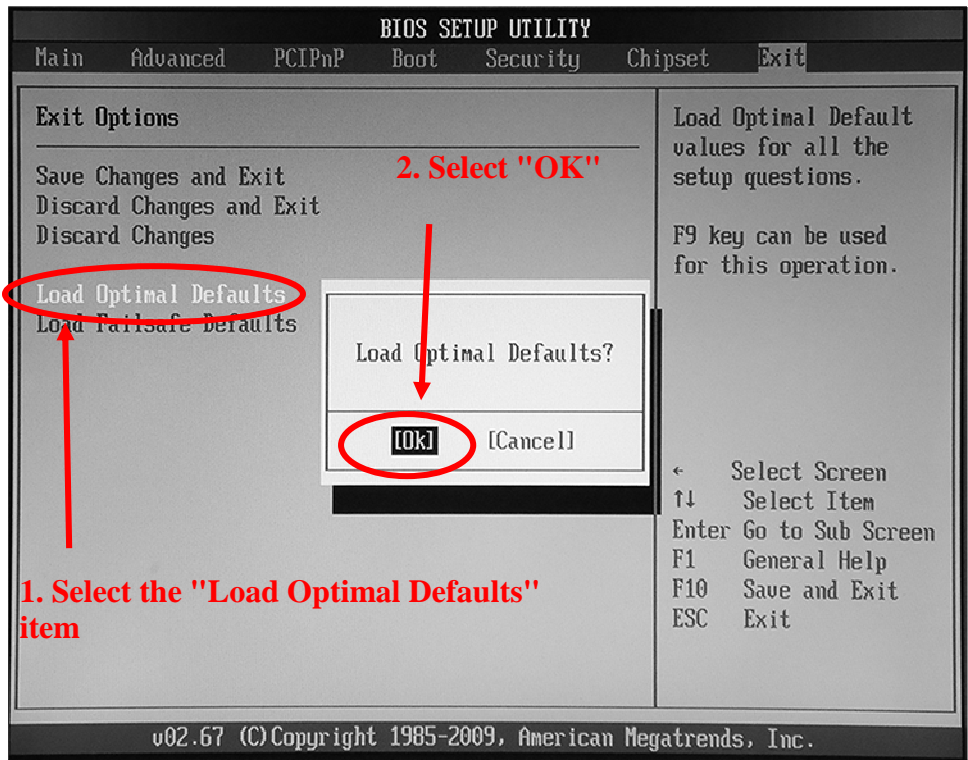 BIOS SETUP UTILITY
Main Advanced PCIPnP Boot Security Chipset Exit
Exit Options
Save Changes and Exit
Discard Changes and Exit
Discard Changes
Load Optimal Defaults
Load Failsafe Defaults
2. Select "OK"
Load Optimal Defaults?
[Ok] [Cancel]
1. Select the "Load Optimal Defaults"
item
Load Optimal Default
values for all the
setup questions.
F9 key can be used
for this operation.
← Select Screen
↑↓ Select Item
Enter Go to Sub Screen
F1 General Help
F10 Save and Exit
ESC Exit
v02.67 (C)Copyright 1985-2009, American Megatrends, Inc.